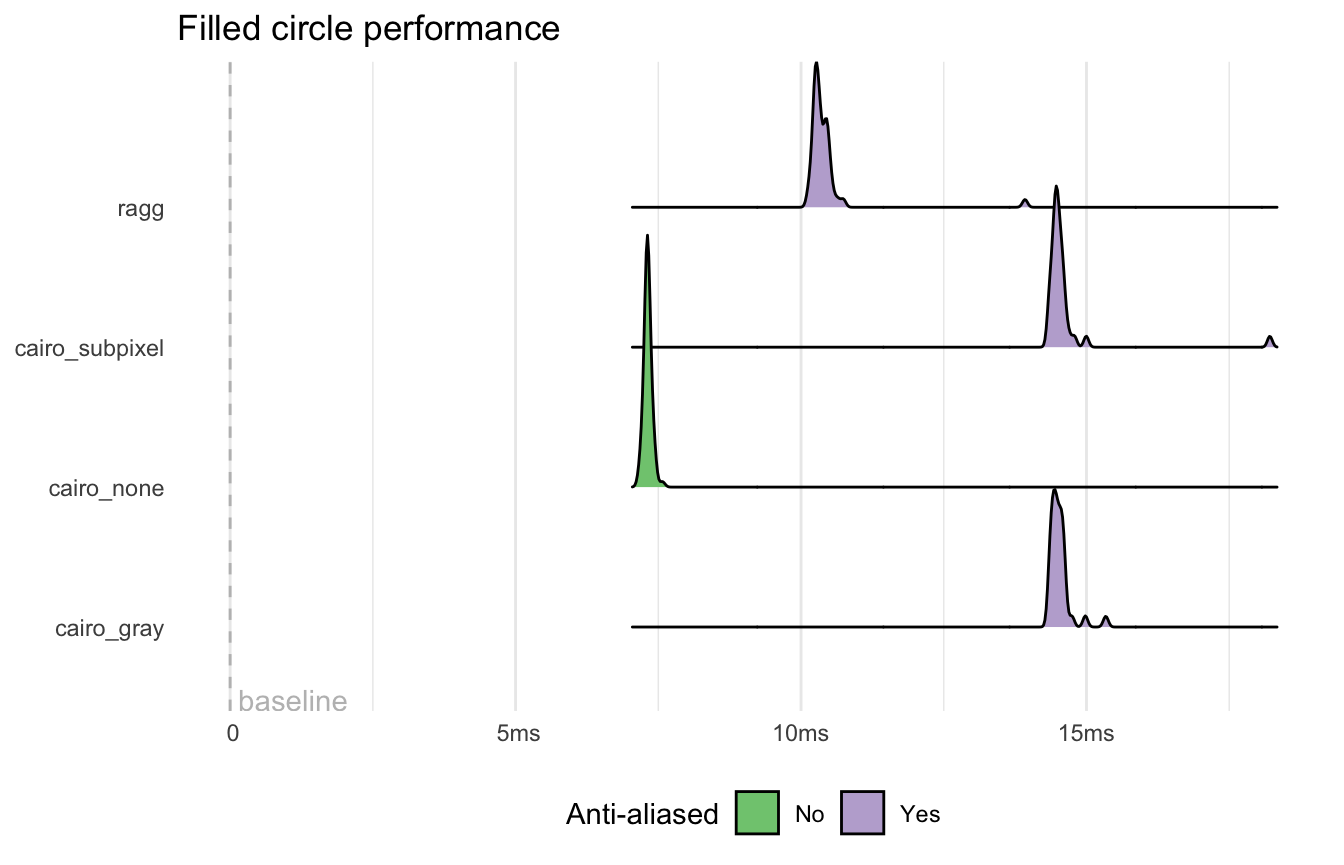 Filled circle performance
ragg
cairo_subpixel
cairo_none
cairo_gray
baseline
0 5ms 10ms 15ms
Anti-aliased No Yes